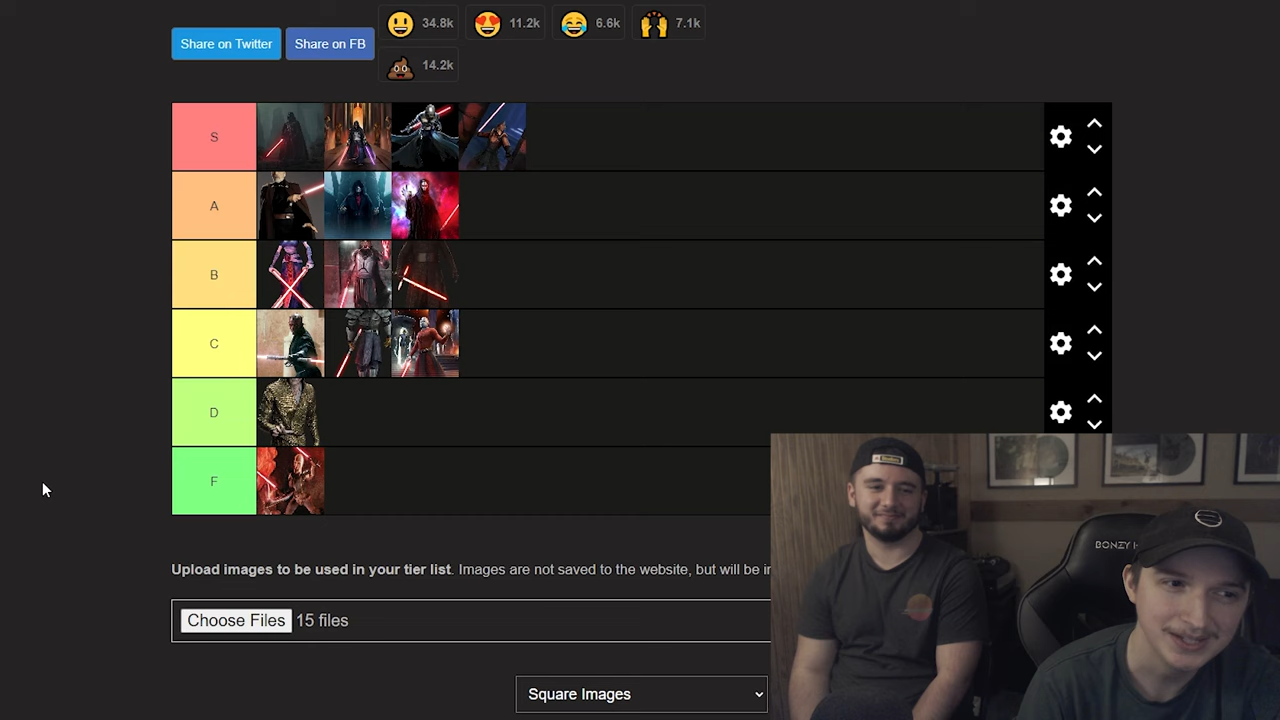 Share on Twitter
Share on FB
34.8k
11.2k
6.6k
7.1k
14.2k
S
A
B
C
D
F
Upload images to be used in your tier list. Images are not saved to the website, but will be
Choose Files 15 files
Square Images
BONZY